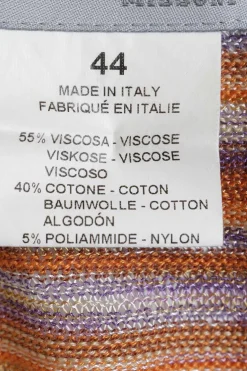 MISSONI
44
MADE IN ITALY
FABRIQUÉ EN ITALIE
55% VISCOSA - VISCOSE
VISKOSE - VISCOSE
VISCOSO
40% COTONE - COTON
BAUMWOLLE - COTTON
ALGODÓN
5% POLIAMMIDE - NYLON